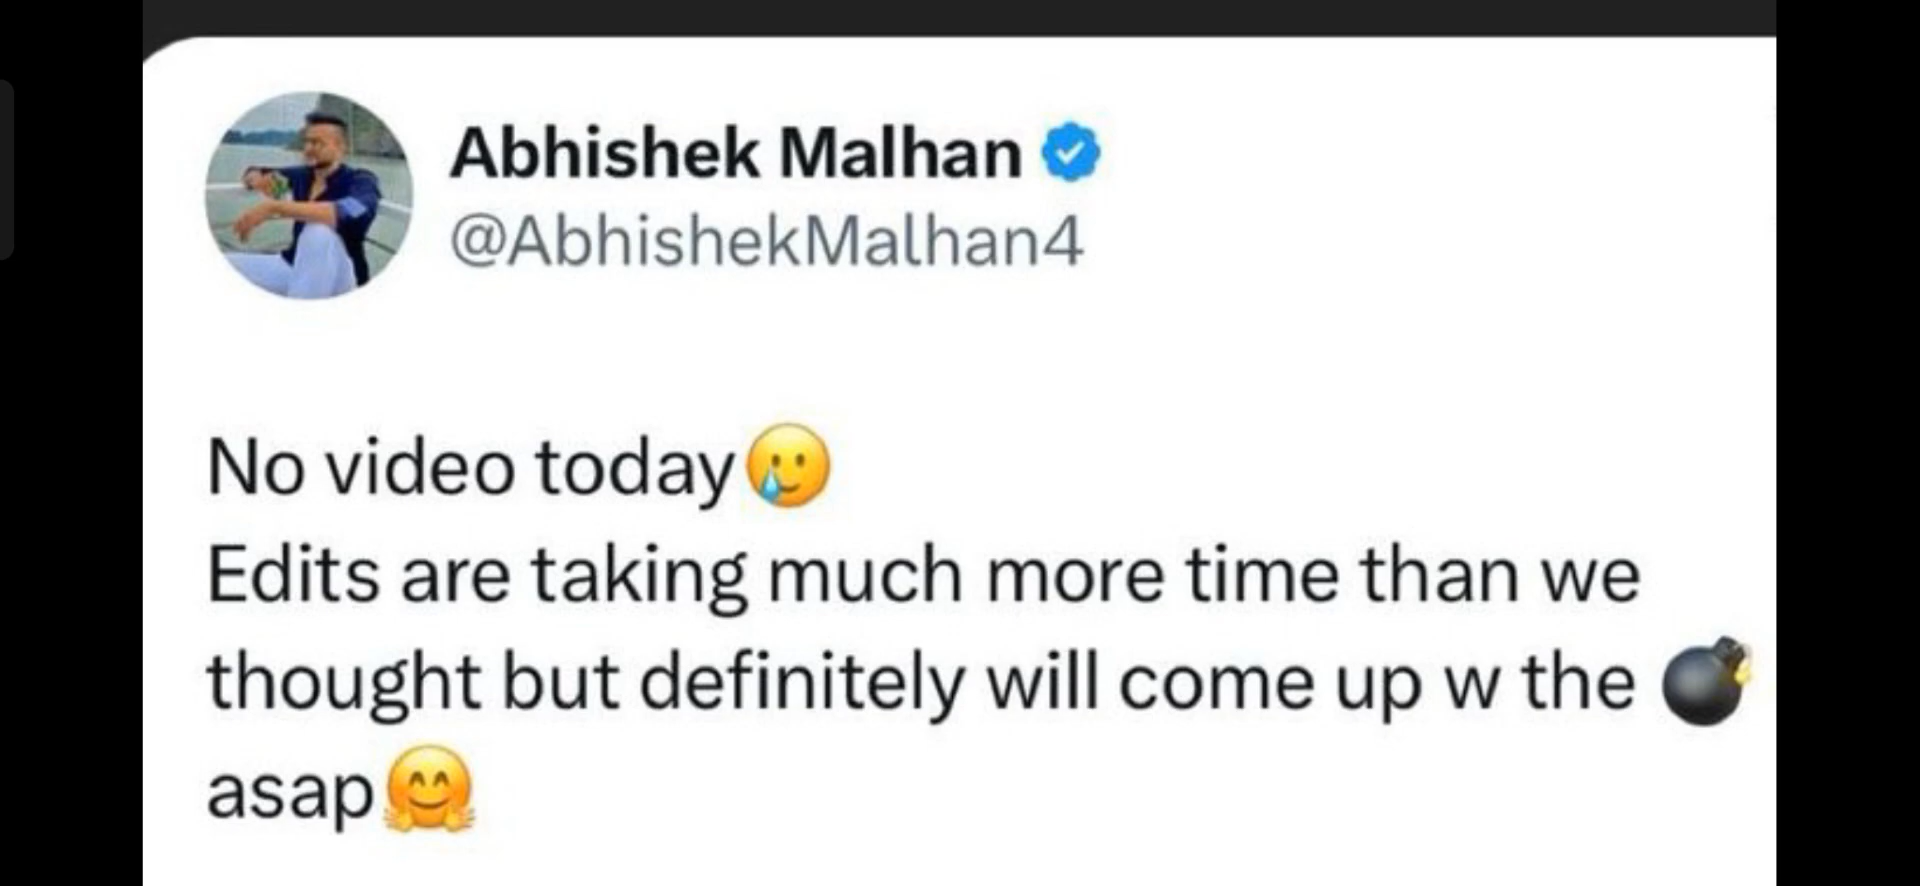 Abhishek Malhan
@AbhishekMalhan4
No video today🥲
Edits are taking much more time than we
thought but definitely will come up w the 💣
asap🤗